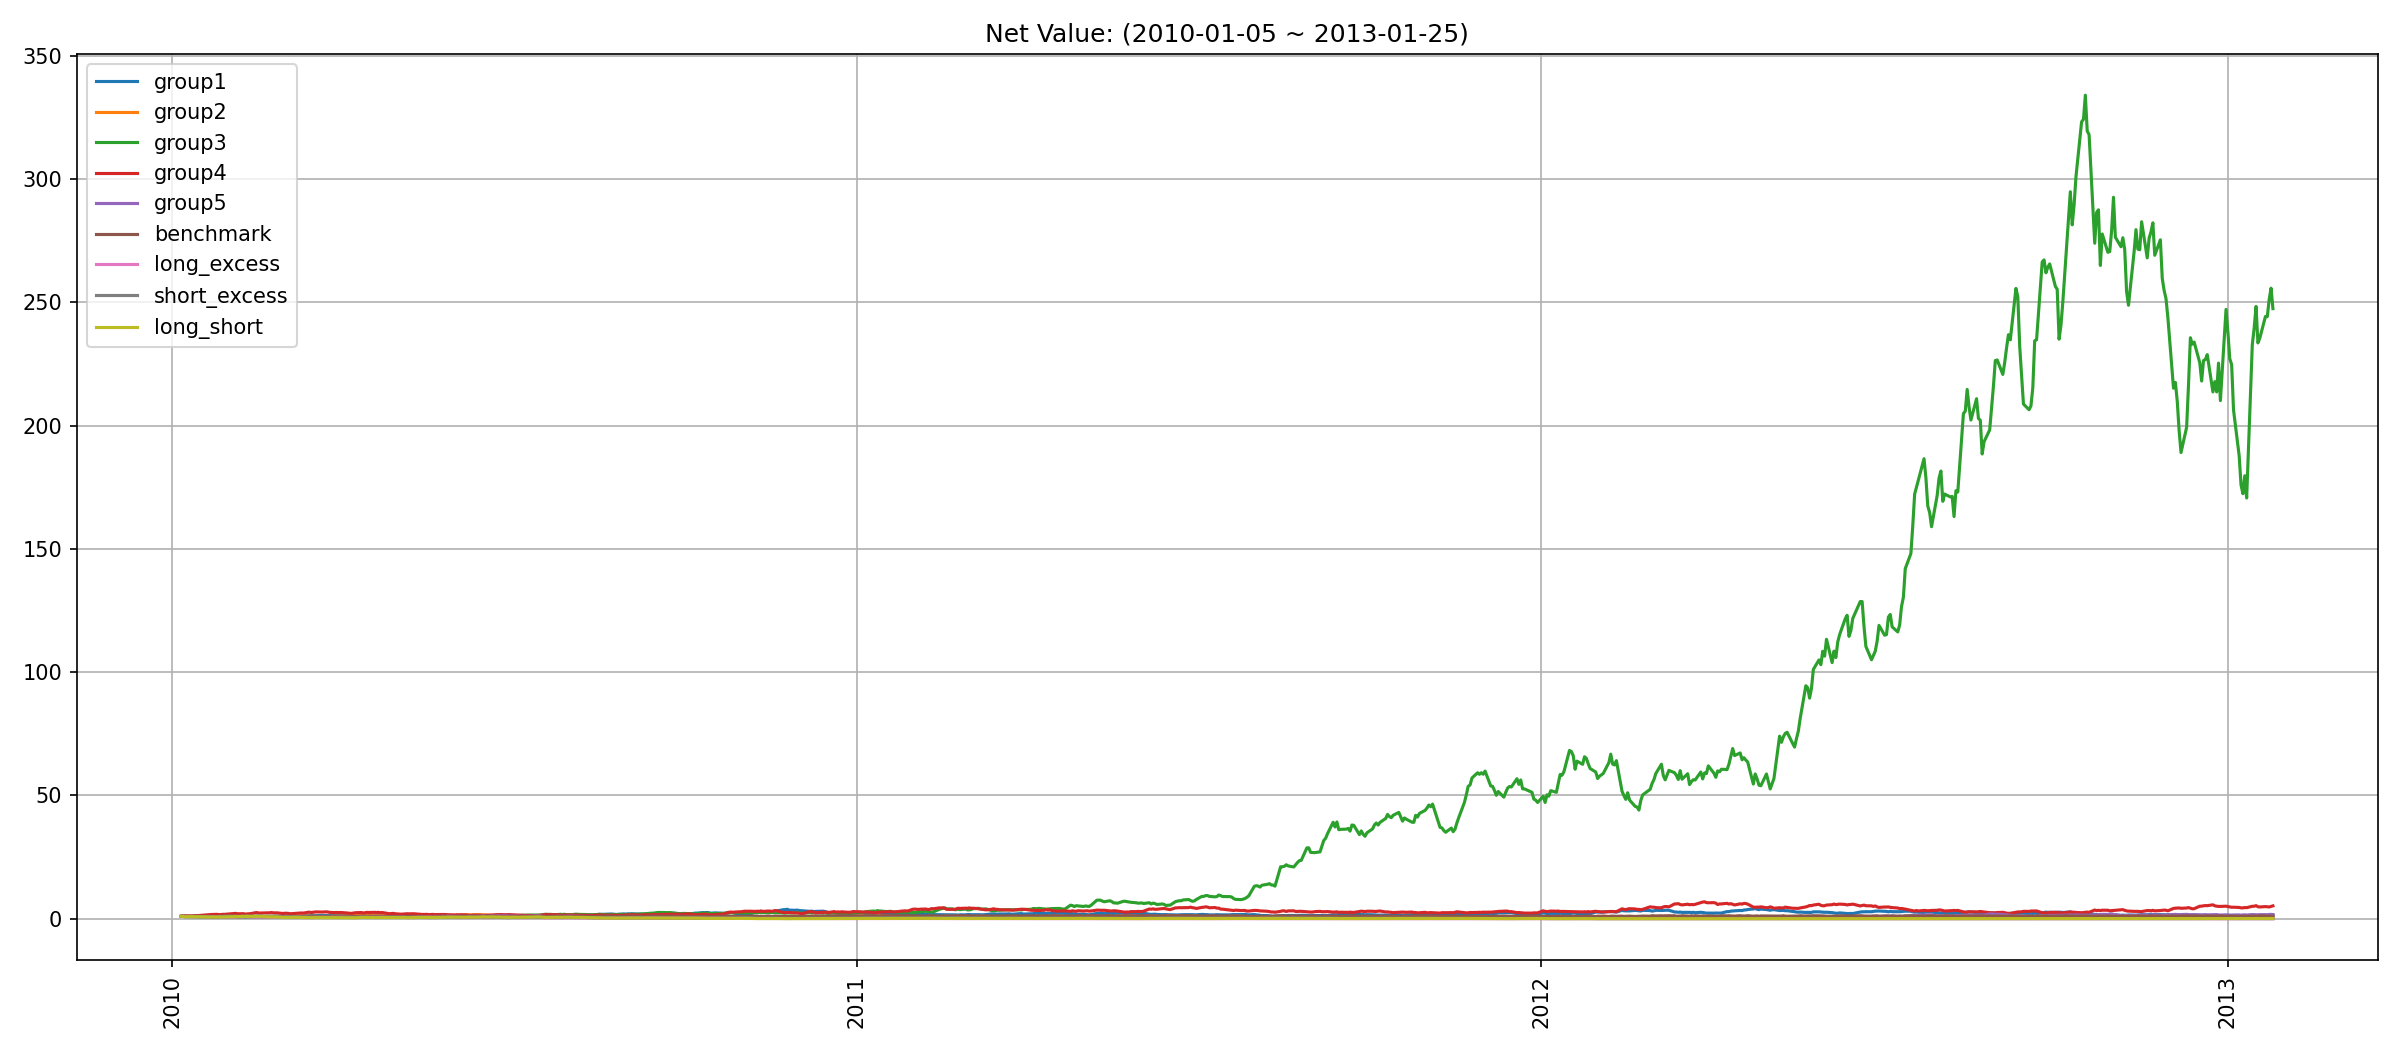 Net Value: (2010-01-05 ~ 2013-01-25)
350
300
250
200
150
100
50
0
group1
group2
group3
group4
group5
benchmark
long_excess
short_excess
long_short
2010
2011
2012
2013